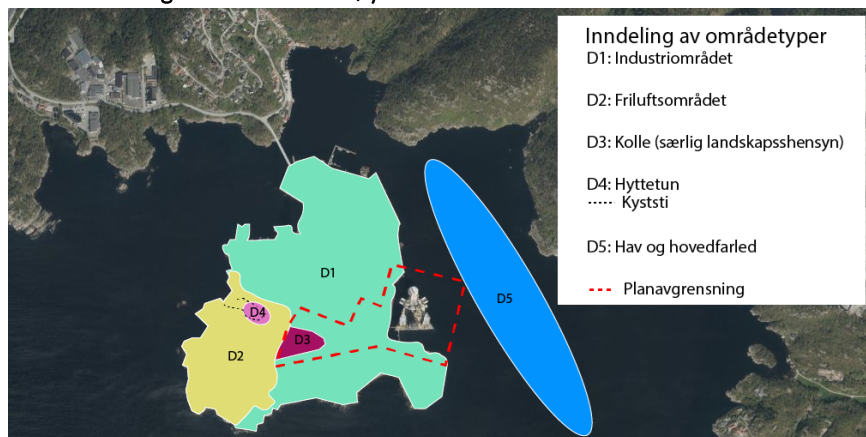 Inndeling av områdetyper
D1: Industriområdet
D2: Friluftsområdet
D3: Kolle (særlig landskapsshensyn)
D4: Hyttetun
Kyststi
D5: Hav og hovedfarled
Planavgrensning
D1
D5
D4
D3
D2